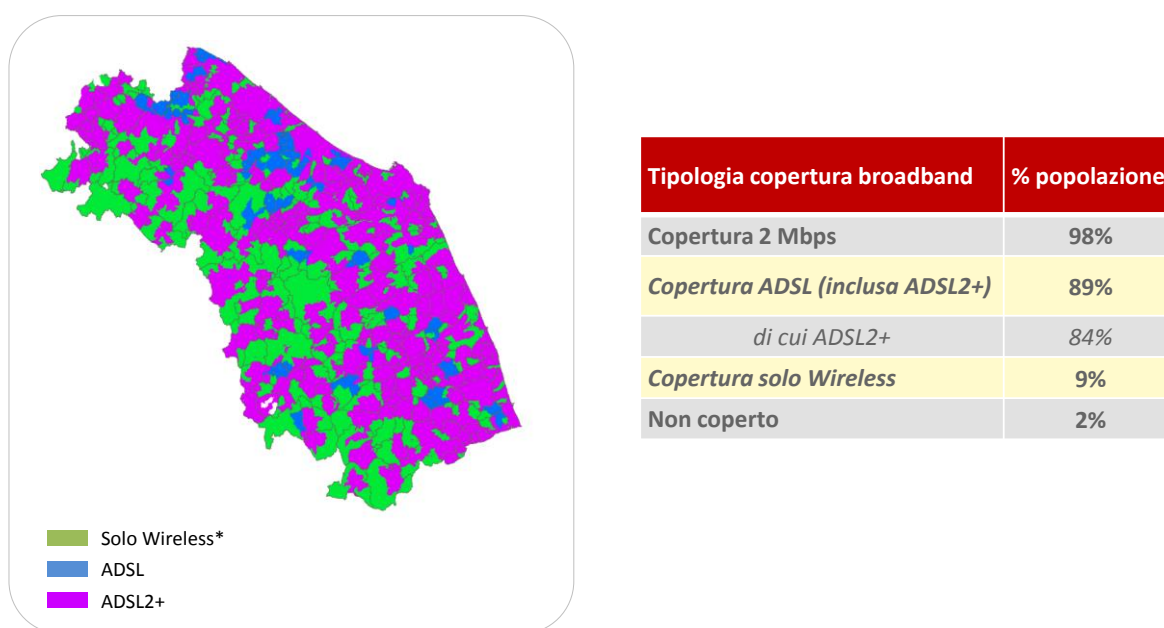 Tipologia copertura broadband % popolazione
Copertura 2 Mbps 98%
Copertura ADSL (inclusa ADSL2+) 89%
di cui ADSL2+ 84%
Copertura solo Wireless 9%
Non coperto 2%
Solo Wireless*
ADSL
ADSL2+